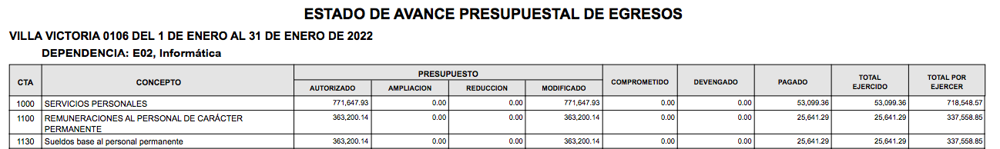 ESTADO DE AVANCE PRESUPUESTAL DE EGRESOS
VILLA VICTORIA 0106 DEL 1 DE ENERO AL 31 DE ENERO DE 2022
DEPENDENCIA: E02, Informática
CTA CONCEPTO PRESUPUESTO COMPROMETIDO DEVENGADO PAGADO TOTAL EJERCIDO TOTAL POR EJERCER
AUTORIZADO AMPLIACION REDUCCION MODIFICADO
1000 SERVICIOS PERSONALES 771,647.93 0.00 0.00 771,647.93 0.00 0.00 53,099.36 53,099.36 718,548.57
1100 REMUNERACIONES AL PERSONAL DE CARÁCTER 363,200.14 0.00 0.00 363,200.14 0.00 0.00 25,641.29 25,641.29 337,558.85
PERMANENTE
1130 Sueldos base al personal permanente 363,200.14 0.00 0.00 363,200.14 0.00 0.00 25,641.29 25,641.29 337,558.85